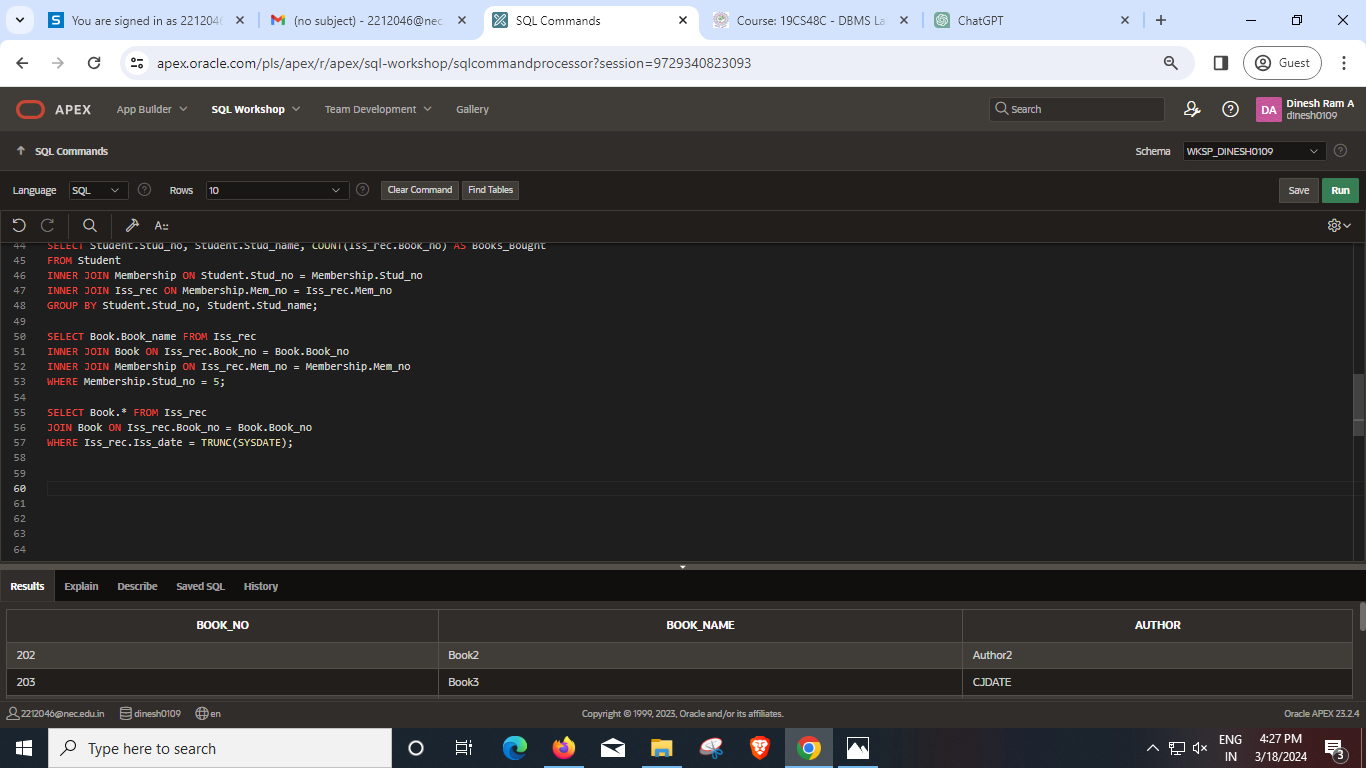 You are signed in as 221204
(no subject) - 2212046@nec.
SQL Commands
Course: 19CS48C - DBMS La
ChatGPT
apex.oracle.com/pls/apex/r/apex/sql-workshop/sqlcommandprocessor?session=9729340823093
Guest
APEX App Builder SQL Workshop Team Development Gallery Search DA Dinesh Ram A
dinesh0109
SQL Commands Schema WKSP_DINESH0109
Language SQL Rows 10 Clear Command Find Tables Save Run
A::
44 SELECT Student.Stud_no, Student.Stud_name, COUNT(Iss_rec.Book_no) AS Books_Bought
45 FROM Student
46 INNER JOIN Membership ON Student.Stud_no = Membership.Stud_no
47 INNER JOIN Iss_rec ON Membership.Mem_no = Iss_rec.Mem_no
48 GROUP BY Student.Stud_no, Student.Stud_name;
49
50 SELECT Book.Book_name FROM Iss_rec
51 INNER JOIN Book ON Iss_rec.Book_no = Book.Book_no
52 INNER JOIN Membership ON Iss_rec.Mem_no = Membership.Mem_no
53 WHERE Membership.Stud_no = 5;
54
55 SELECT Book.* FROM Iss_rec
56 JOIN Book ON Iss_rec.Book_no = Book.Book_no
57 WHERE Iss_rec.Iss_date = TRUNC(SYSDATE);
58
59
60
61
62
63
64
Results Explain Describe Saved SQL History
BOOK_NO BOOK_NAME AUTHOR
202 Book2 Author2
203 Book3 CJDATE
2212046@nec.edu.in dinesh0109 en Copyright © 1999, 2023, Oracle and/or its affiliates. Oracle APEX 23.2.4
Type here to search
ENG
IN
4:27 PM
3/18/2024
3